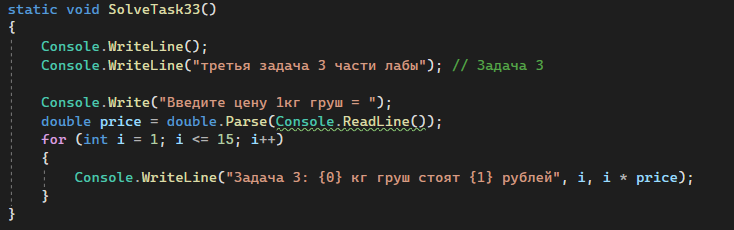 static void SolveTask33()
{
Console.WriteLine();
Console.WriteLine("третья задача 3 части лабы"); // Задача 3
Console.Write("Введите цену 1кг груш = ");
double price = double.Parse(Console.ReadLine());
for (int i = 1; i <= 15; i++)
{
Console.WriteLine("Задача 3: {0} кг груш стоят {1} рублей", i, i * price);
}
}